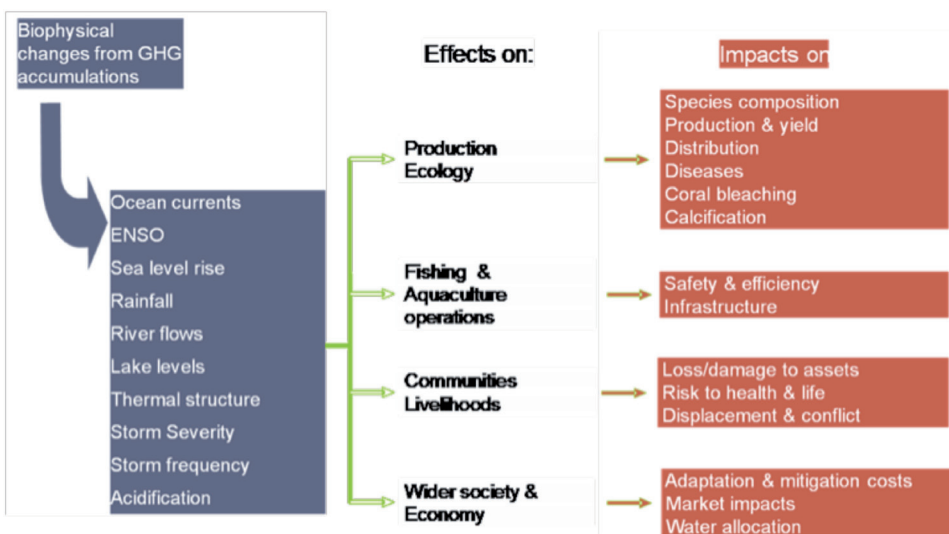 Biophysical
changes from GHG
accumulations
Ocean currents
ENSO
Sea level rise
Rainfall
River flows
Lake levels
Thermal structure
Storm Severity
Storm frequency
Acidification
Effects on:
Production
Ecology
Fishing &
Aquaculture
operations
Communities
Livelihoods
Wider society &
Economy
Impacts on
Species composition
Production & yield
Distribution
Diseases
Coral bleaching
Calcification
Safety & efficiency
Infrastructure
Loss/damage to assets
Risk to health & life
Displacement & conflict
Adaptation & mitigation costs
Market impacts
Water allocation